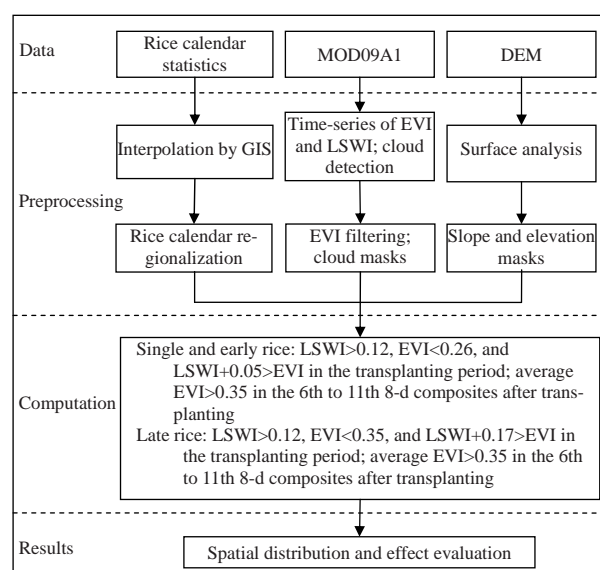 Data
Rice calendar
statistics
MOD09A1
DEM
Preprocessing
Interpolation by GIS
Time-series of EVI
and LSWI; cloud
detection
Surface analysis
Rice calendar re-
gionalization
EVI filtering;
cloud masks
Slope and elevation
masks
Computation
Single and early rice: LSWI>0.12, EVI<0.26, and
LSWI+0.05>EVI in the transplanting period; average
EVI>0.35 in the 6th to 11th 8-d composites after trans-
planting
Late rice: LSWI>0.12, EVI<0.35, and LSWI+0.17>EVI in
the transplanting period; average EVI>0.35 in the 6th
to 11th 8-d composites after transplanting
Results
Spatial distribution and effect evaluation